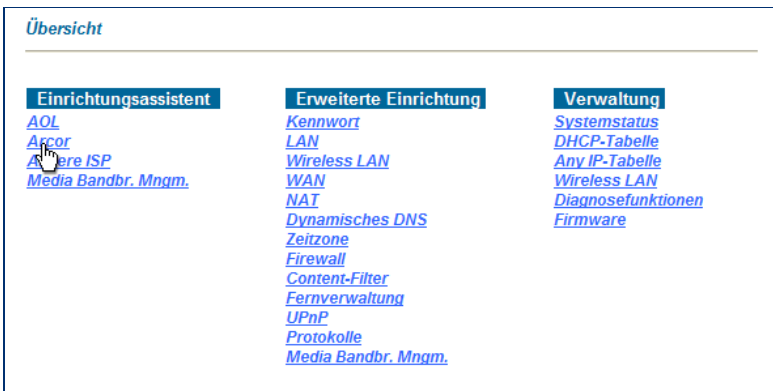 Übersicht
Einrichtungsassistent
AOL
Arcor
Andere ISP
Media Bandbr. Mngm.
Erweiterte Einrichtung
Kennwort
LAN
Wireless LAN
WAN
NAT
Dynamisches DNS
Zeitzone
Firewall
Content-Filter
Fernverwaltung
UPnP
Protokolle
Media Bandbr. Mngm.
Verwaltung
Systemstatus
DHCP-Tabelle
Any IP-Tabelle
Wireless LAN
Diagnosefunktionen
Firmware